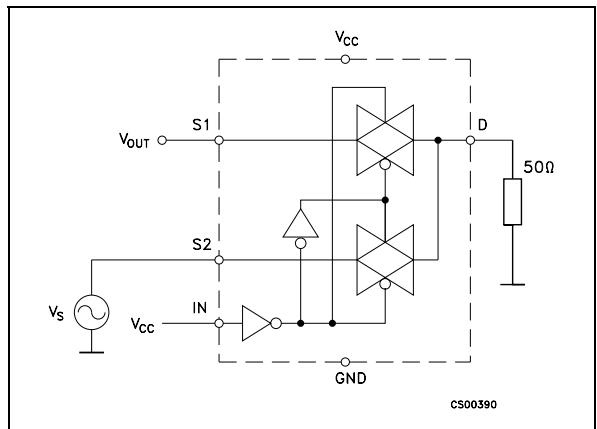 VCC
S1
D
VOUT
50Ω
S2
IN
VS
VCC
GND
CS00390